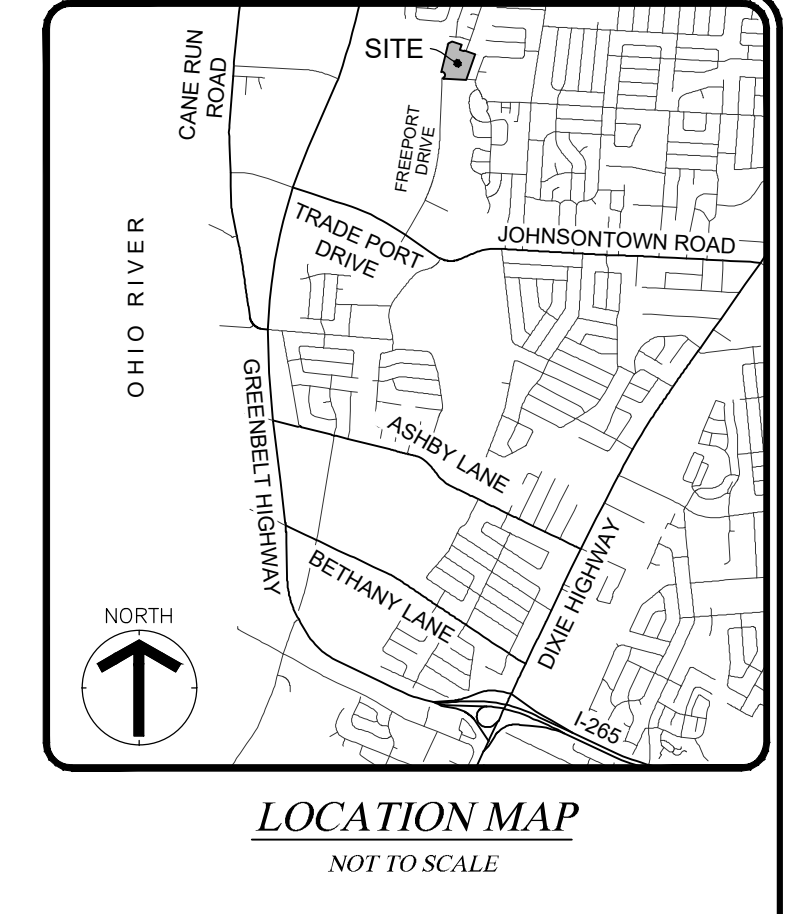 SITE
CANE RUN
ROAD
FREEPORT
DRIVE
TRADE PORT
DRIVE
JOHNSONTOWN ROAD
OHIO RIVER
GREENBELT HIGHWAY
ASHBY LANE
BETHANY LANE
DIXIE HIGHWAY
NORTH
I-265
LOCATION MAP
NOT TO SCALE